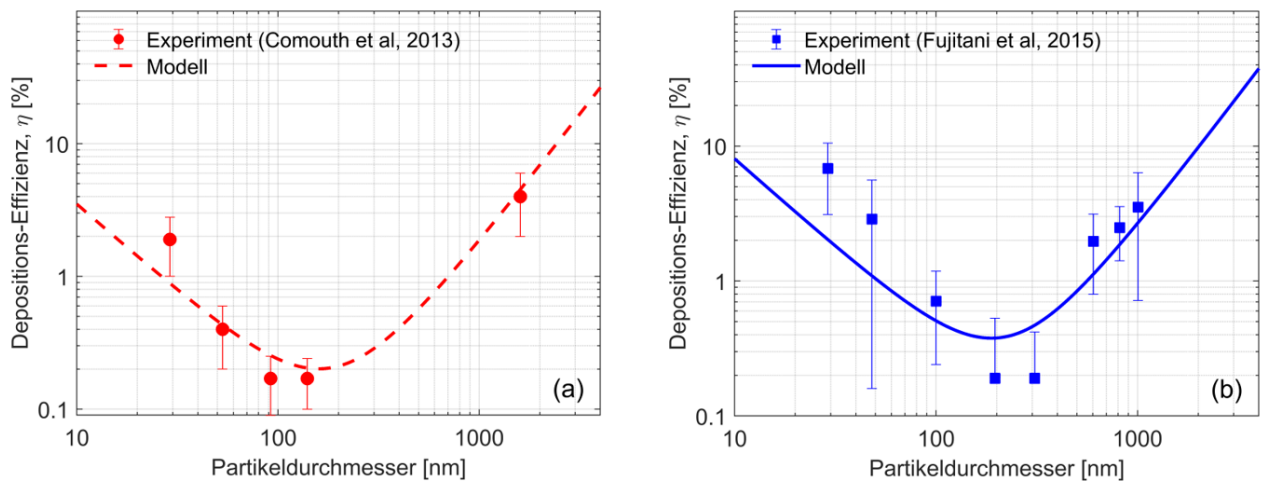 Experiment (Comouth et al, 2013)
Modell
Depositions-Effizienz, η [%]
10
1
0.1
(a)
10
100
1000
Partikeldurchmesser [nm]
Experiment (Fujitani et al, 2015)
Modell
Depositions-Effizienz, η [%]
10
1
0.1
(b)
10
100
1000
Partikeldurchmesser [nm]